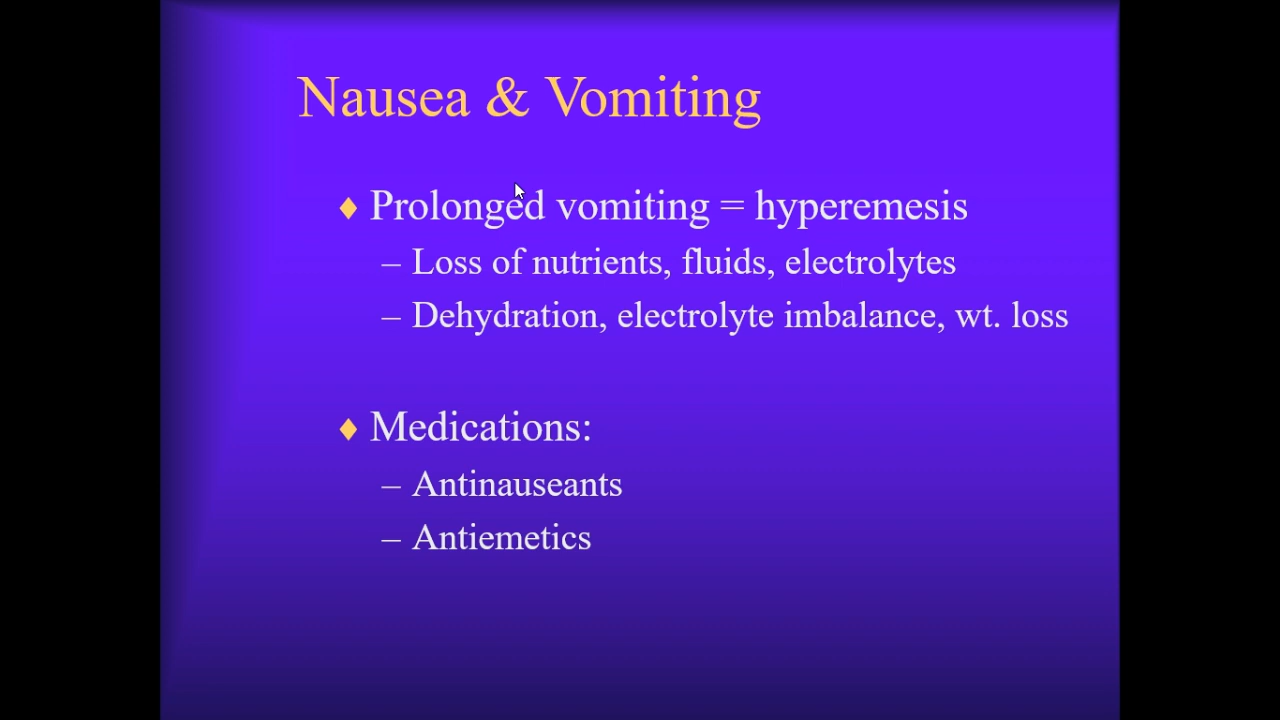 Nausea & Vomiting
♦ Prolonged vomiting = hyperemesis
– Loss of nutrients, fluids, electrolytes
– Dehydration, electrolyte imbalance, wt. loss
♦ Medications:
– Antinauseants
– Antiemetics